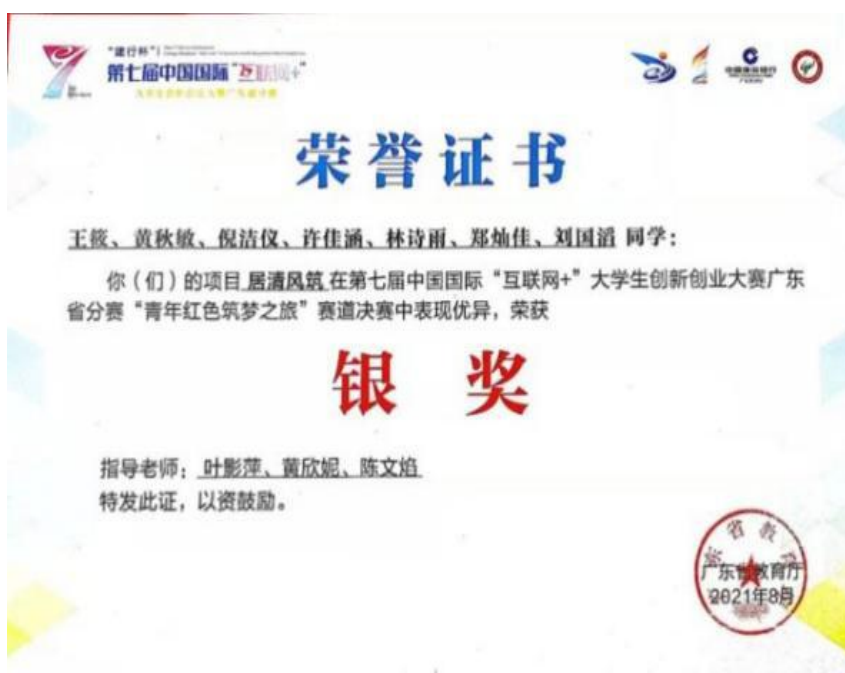 "建行杯"
第七届中国国际"互联网+"
荣誉证书
王筱、黄秋敏、倪洁仪、许佳涵、林诗雨、郑灿佳、刘国滔 同学：
你（们）的项目 居清风筑 在第七届中国国际“互联网+”大学生创新创业大赛广东
省分赛“青年红色筑梦之旅”赛道决赛中表现优异，荣获
银 奖
指导老师：叶影萍、黄欣妮、陈文焰
特发此证，以资鼓励。
广东省教育厅
2021年8月